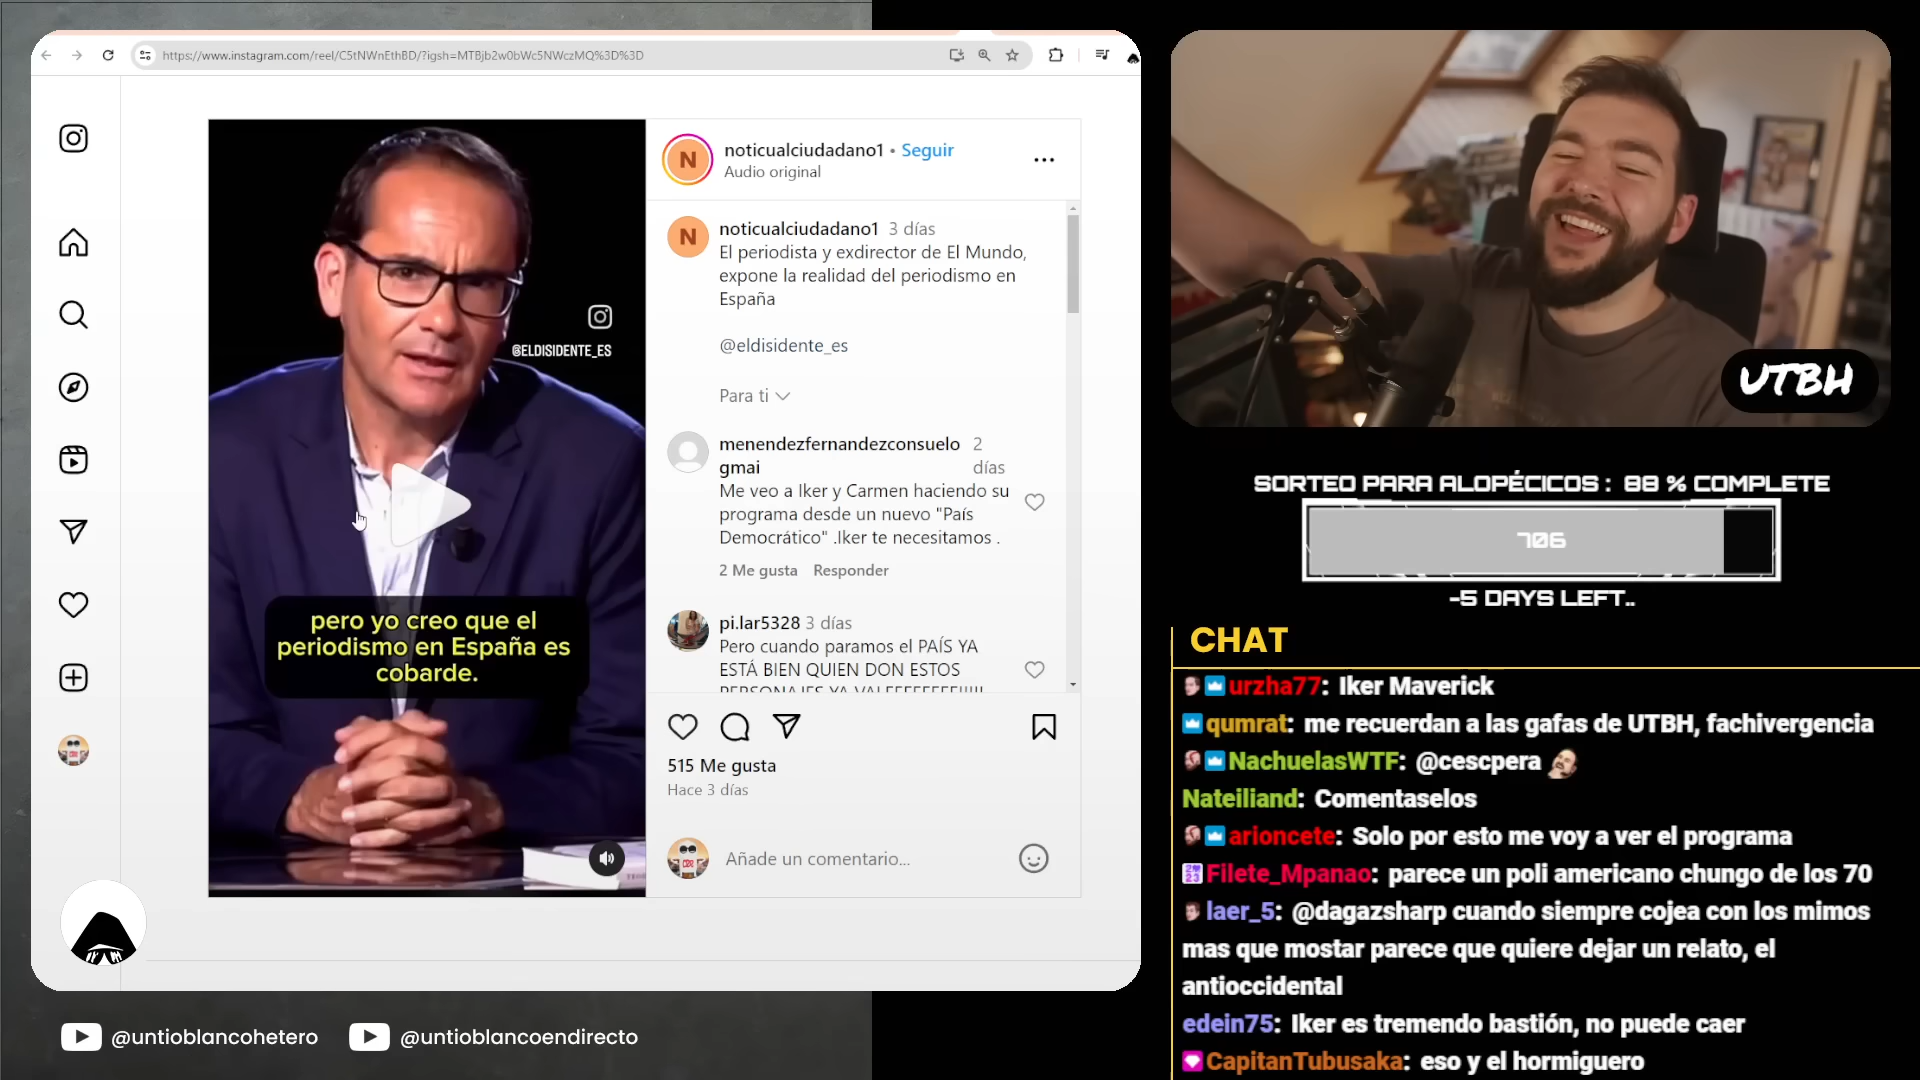 https://www.instagram.com/reel/C5tNWnEthBD/?igsh=MTBjb2w0bWc5NWczMQ%3D%3D
@ELDISIDENTE_ES
pero yo creo que el
periodismo en España es
cobarde.
N
noticualciudadano1 • Seguir
Audio original
N
noticualciudadano1 3 días
El periodista y exdirector de El Mundo,
expone la realidad del periodismo en
España
@eldisidente_es
Para ti
menendezfernandezconsuelo 2
gmai días
Me veo a Iker y Carmen haciendo su
programa desde un nuevo "País
Democrático" .Iker te necesitamos .
2 Me gusta Responder
pi.lar5328 3 días
Pero cuando paramos el PAÍS YA
ESTÁ BIEN QUIEN DON ESTOS
515 Me gusta
Hace 3 días
Añade un comentario...
@untioblancohetero
@untioblancoendirecto
UTBH
SORTEO PARA ALOPÉCICOS : 88 % COMPLETE
706
-5 DAYS LEFT..
CHAT
urzha77: Iker Maverick
qumrat: me recuerdan a las gafas de UTBH, fachivergencia
NachuelasWTF: @cescpera
Nateiliand: Comentaselos
arioncete: Solo por esto me voy a ver el programa
Filete_Mpanao: parece un poli americano chungo de los 70
laer_5: @dagazsharp cuando siempre cojea con los mimos
mas que mostar parece que quiere dejar un relato, el
antioccidental
edein75: Iker es tremendo bastión, no puede caer
CapitanTubusaka: eso y el hormiguero